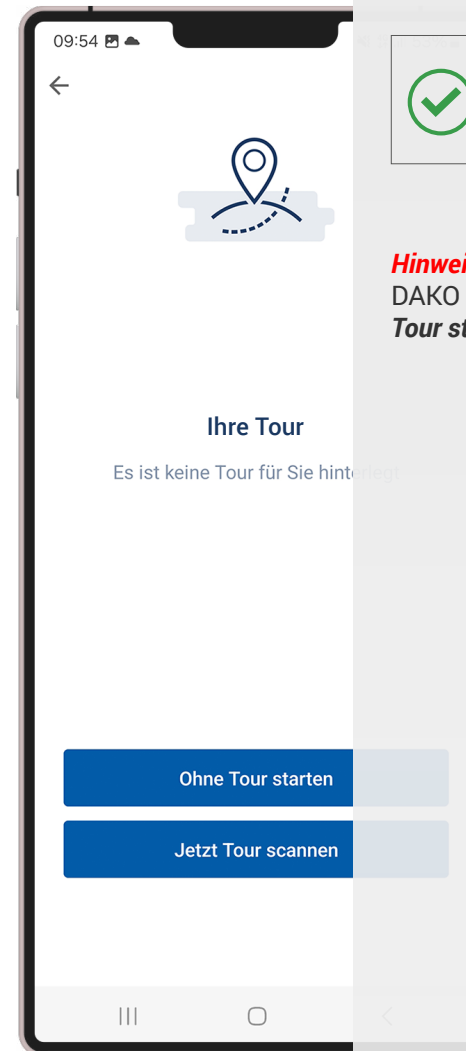 09:54
Hinwei
DAKO
Tour st
Ihre Tour
Es ist keine Tour für Sie hinterlegt
Ohne Tour starten
Jetzt Tour scannen